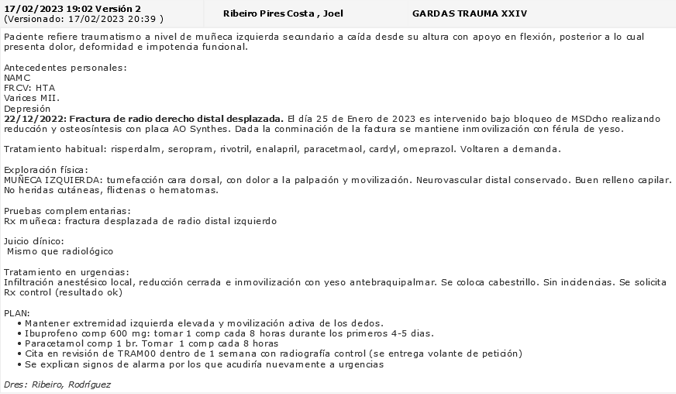 17/02/2023 19:02 Versión 2
(Versionado: 17/02/2023 20:39 )
Ribeiro Pires Costa , Joel
GARDAS TRAUMA XXIV
Paciente refiere traumatismo a nivel de muñeca izquierda secundario a caída desde su altura con apoyo en flexión, posterior a lo cual
presenta dolor, deformidad e impotencia funcional.
Antecedentes personales:
NAMC
FRCV: HTA
Varices MII.
Depresión
22/12/2022: Fractura de radio derecho distal desplazada. El día 25 de Enero de 2023 es intervenido bajo bloqueo de MSDcho realizando
reducción y osteosíntesis con placa AO Synthes. Dada la conminación de la factura se mantiene inmovilización con férula de yeso.
Tratamiento habitual: risperdalm, seropram, rivotril, enalapril, paracetmaol, cardyl, omeprazol. Voltaren a demanda.
Exploración física:
MUÑECA IZQUIERDA: tumefacción cara dorsal, con dolor a la palpación y movilización. Neurovascular distal conservado. Buen relleno capilar.
No heridas cutáneas, flictenas o hematomas.
Pruebas complementarias:
Rx muñeca: fractura desplazada de radio distal izquierdo
Juicio clínico:
Mismo que radiológico
Tratamiento en urgencias:
Infiltración anestésico local, reducción cerrada e inmovilización con yeso antebraquipalmar. Se coloca cabestrillo. Sin incidencias. Se solicita
Rx control (resultado ok)
PLAN:
• Mantener extremidad izquierda elevada y movilización activa de los dedos.
• Ibuprofeno comp 600 mg: tomar 1 comp cada 8 horas durante los primeros 4-5 dias.
• Paracetamol comp 1 br. Tomar 1 comp cada 8 horas
• Cita en revisión de TRAM00 dentro de 1 semana con radiografía control (se entrega volante de petición)
• Se explican signos de alarma por los que acudiría nuevamente a urgencias
Dres: Ribeiro, Rodríguez